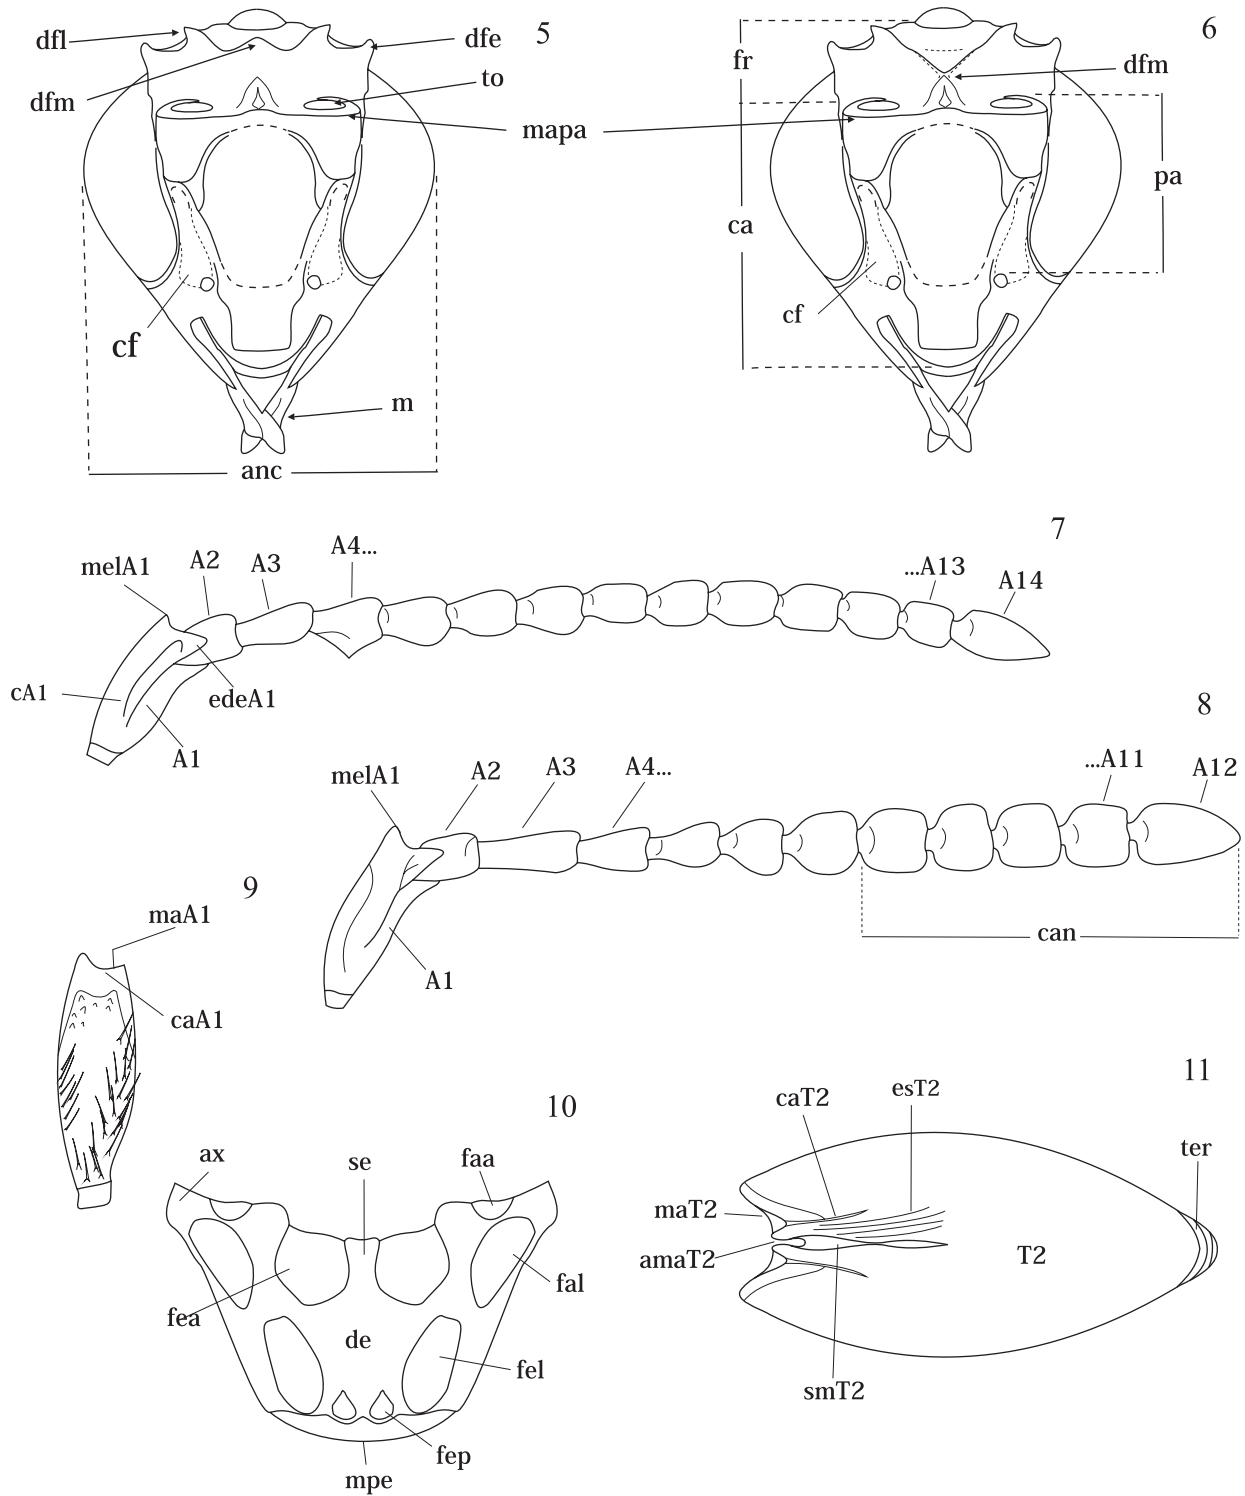 5
dfl
dfe
dfm
to
mapa
cf
m
anc
6
fr
dfm
ca
pa
cf
7
melA1
A2
A3
A4...
...A13
A14
cA1
edeA1
A1
8
melA1
A2
A3
A4...
...A11
A12
can
A1
9
maA1
caA1
10
ax
se
faa
fea
fal
de
fel
fep
mpe
11
caT2
esT2
ter
maT2
amaT2
T2
smT2